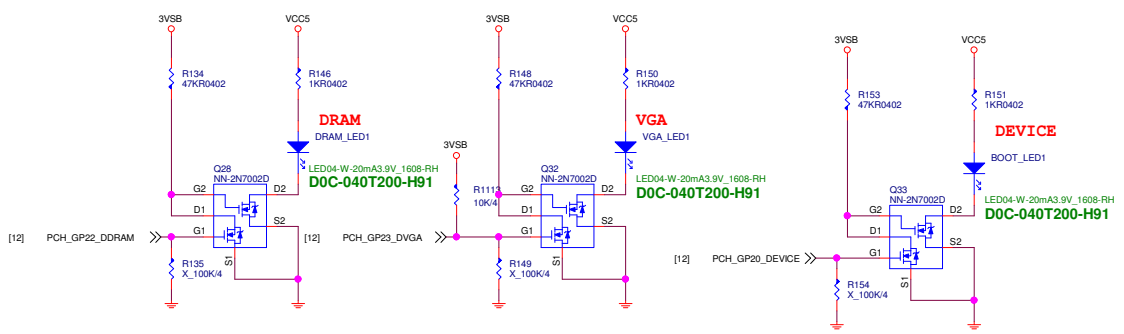 3VSB
VCC5
R134
47KR0402
R146
1KR0402
DRAM
DRAM_LED1
LED04-W-20mA3.9V_1608-RH
D0C-040T200-H91
Q28
NN-2N7002D
G2
D2
D1
S2
G1
S1
[12]
PCH_GP22_DDRAM
R135
X_100K/4
3VSB
VCC5
R148
47KR0402
R150
1KR0402
VGA
VGA_LED1
LED04-W-20mA3.9V_1608-RH
D0C-040T200-H91
3VSB
R1113
10K/4
Q32
NN-2N7002D
G2
D2
D1
S2
G1
S1
[12]
PCH_GP23_DVGA
R149
X_100K/4
3VSB
VCC5
R153
47KR0402
R151
1KR0402
DEVICE
BOOT_LED1
LED04-W-20mA3.9V_1608-RH
D0C-040T200-H91
Q33
NN-2N7002D
G2
D2
D1
S2
G1
S1
[12]
PCH_GP20_DEVICE
R154
X_100K/4